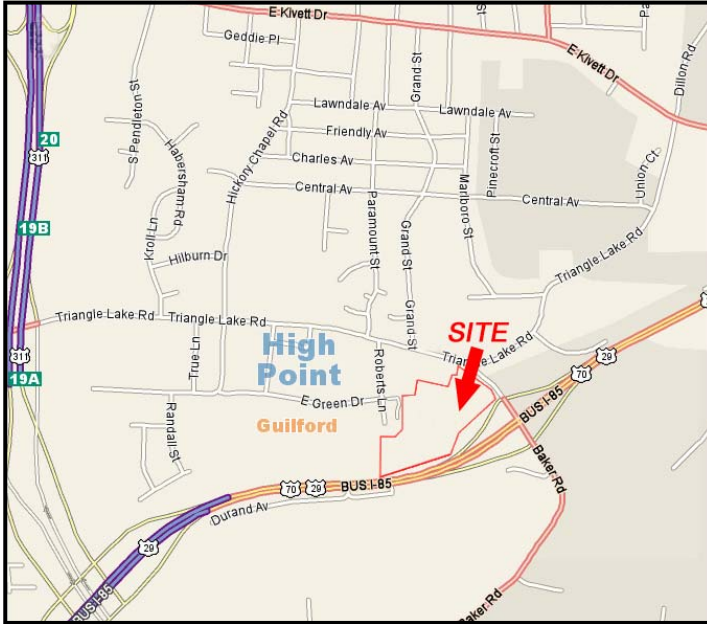 E Kivett Dr
Geddie Pl
Grand St
St
E Kivett Dr
Dillon Rd
S Pendleton St
Lawndale Av
Lawndale Av
20
311
Habersham Rd
Hickory Chapel Rd
Friendly Av
Pinecroft St
Charles Av
Marlboro St
Union Ct
Central Av
Central Av
19B
Kroll Ln
Paramount St
Grand St
Hilburn Dr
Triangle Lake Rd
Triangle Lake Rd
Triangle Lake Rd
Grand St
SITE
311
True Ln
High
Point
Roberts Ln
Triangle Lake Rd
29
70
19A
E Green Dr
Randall St
Guilford
BUS I-85
Baker Rd
70
29
BUS I-85
Durand Av
29
BUS I-85
Baker Rd